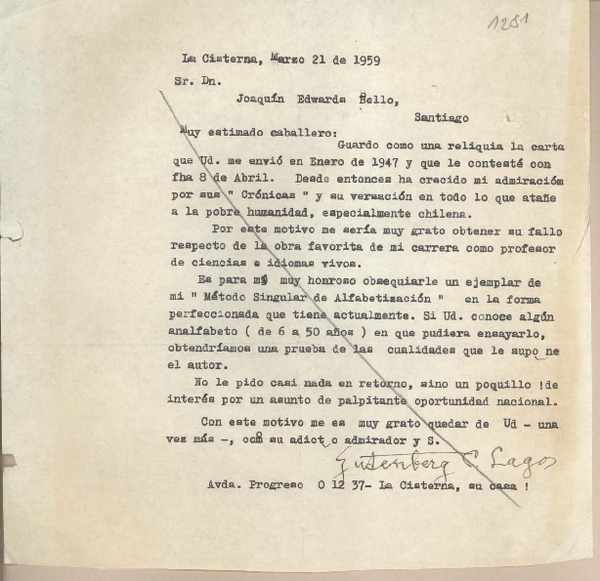 1281
La Cisterna, Marzo 21 de 1959
Sr. Dn.
Joaquín Edwards Bello,
Santiago
Muy estimado caballero:
Guardo como una reliquia la carta
que Ud. me envió en Enero de 1947 y que le contesté con
fha 8 de Abril. Desde entonces ha crecido mi admiracióm
por sus " Crónicas " y su versación en todo lo que atañe
a la pobre humanidad, especialmente chilena.
Por este motivo me sería muy grato obtener su fallo
respecto de la obra favorita de mi carrera como profesor
de ciencias e idiomas vivos.
Es para mí muy honroso obsequiarle un ejemplar de
mi " Método Singular de Alfabetización " en la forma
perfeccionada que tiene actualmente. Si Ud. conoce algún
analfabeto ( de 6 a 50 años ) en que pudiera ensayarlo,
obtendríamos una prueba de las cualidades que le supo ne
el autor.
No le pido casi nada en retorno, sino un poquillo !de
interés por un asunto de palpitante oportunidad nacional.
Con este motivo me es muy grato quedar de Ud - una
vez más -, con su adict o admirador y S.
Gutenberg C. Lagos
Avda. Progreso O 12 37- La Cisterna, su casa !